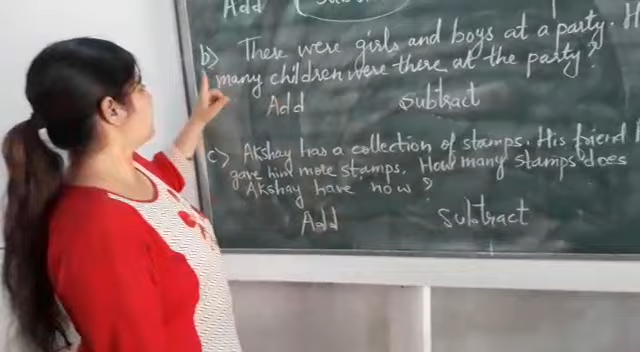 Add
b) There were girls and boys at a party. H
many children were there at the party?
Add Subtract
c) Akshay has a collection of stamps. His friend
gave him more stamps. How many stamps does
Akshay have now?
Add Subtract